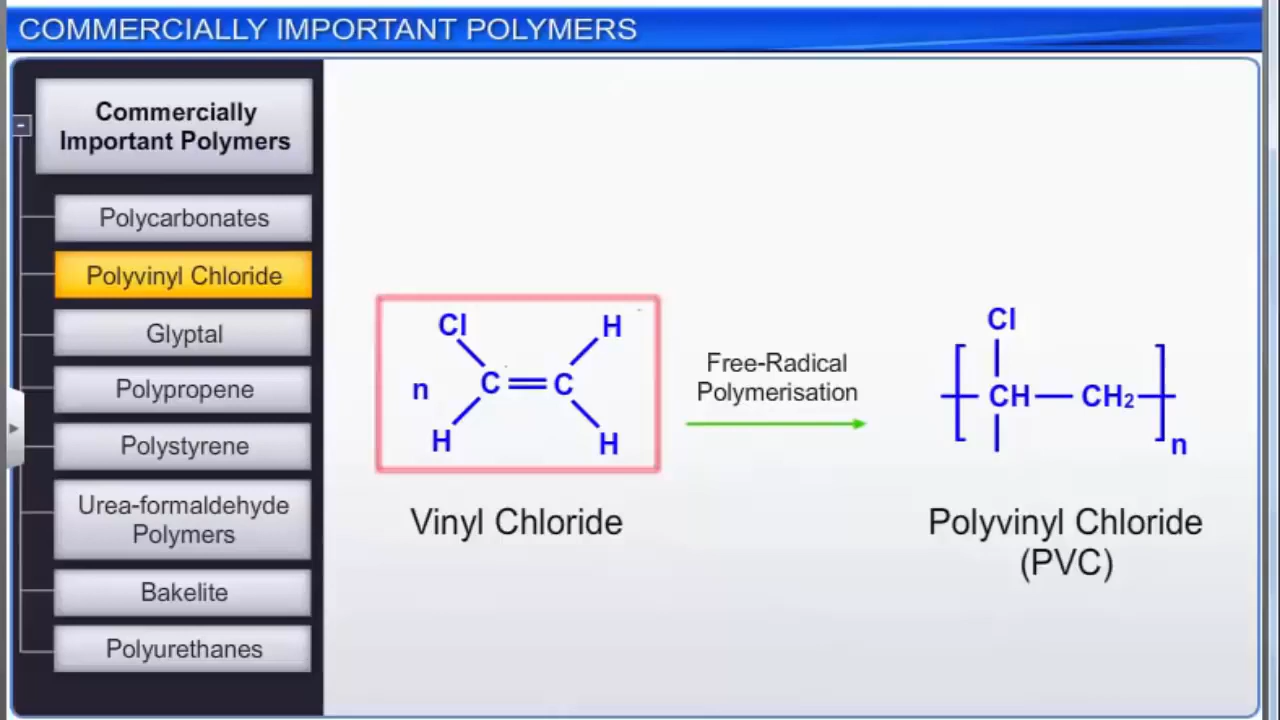 COMMERCIALLY IMPORTANT POLYMERS
Commercially
Important Polymers
Polycarbonates
Polyvinyl Chloride
Glyptal
Polypropene
Polystyrene
Urea-formaldehyde
Polymers
Bakelite
Polyurethanes
Cl H
n C C
H H
Vinyl Chloride
Free-Radical
Polymerisation
Cl
CH CH₂
n
Polyvinyl Chloride
(PVC)